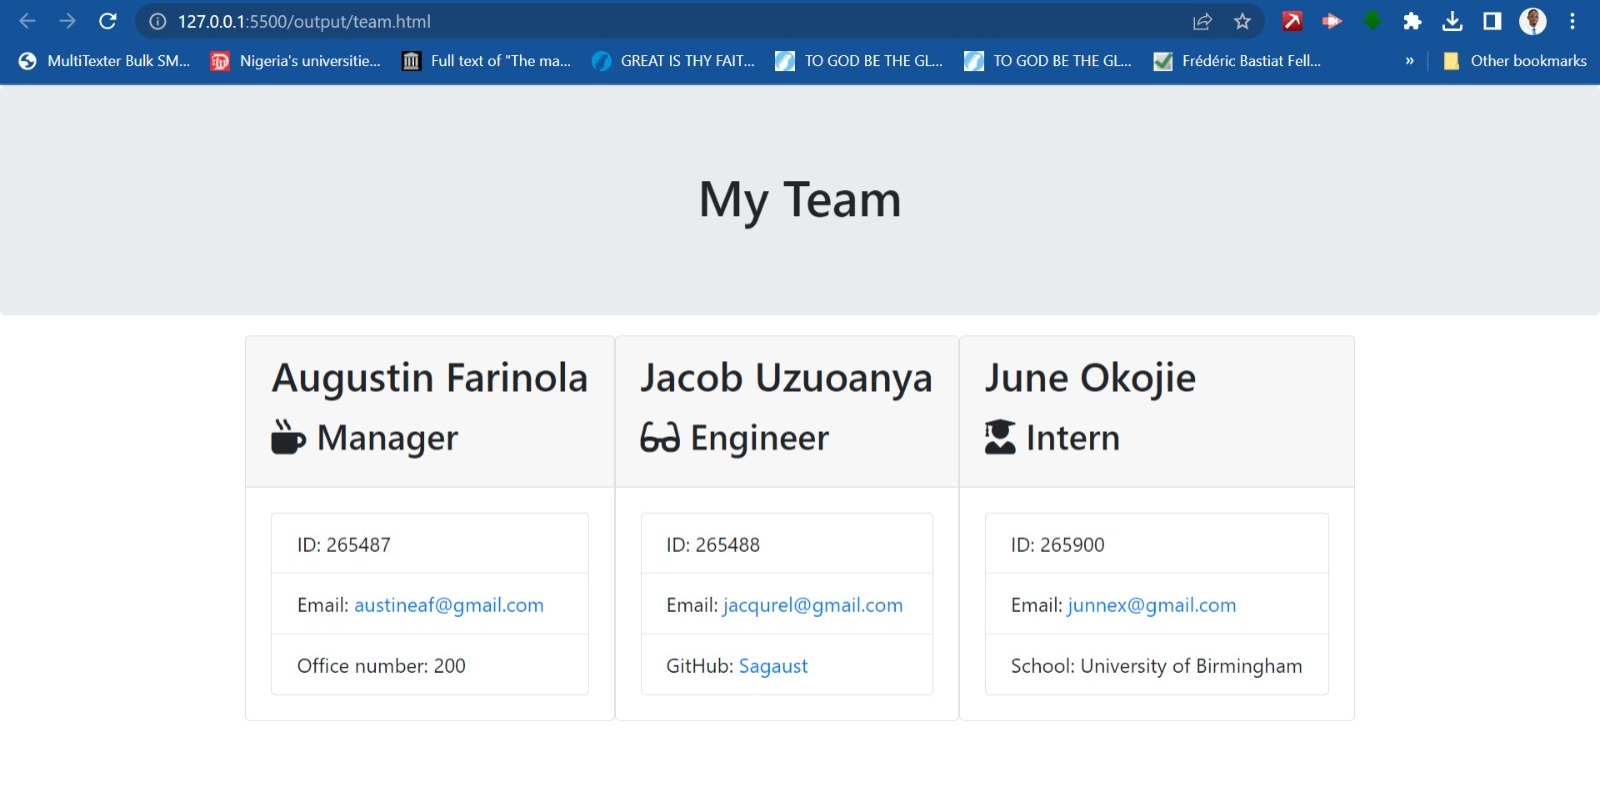 127.0.0.1:5500/output/team.html
MultiTexter Bulk SM... Nigeria's universitie... Full text of "The ma... GREAT IS THY FAIT... TO GOD BE THE GL... TO GOD BE THE GL... Frédéric Bastiat Fell... » Other bookmarks
My Team
Augustin Farinola
Manager
ID: 265487
Email: austineaf@gmail.com
Office number: 200
Jacob Uzuoanya
Engineer
ID: 265488
Email: jacqurel@gmail.com
GitHub: Sagaust
June Okojie
Intern
ID: 265900
Email: junnex@gmail.com
School: University of Birmingham